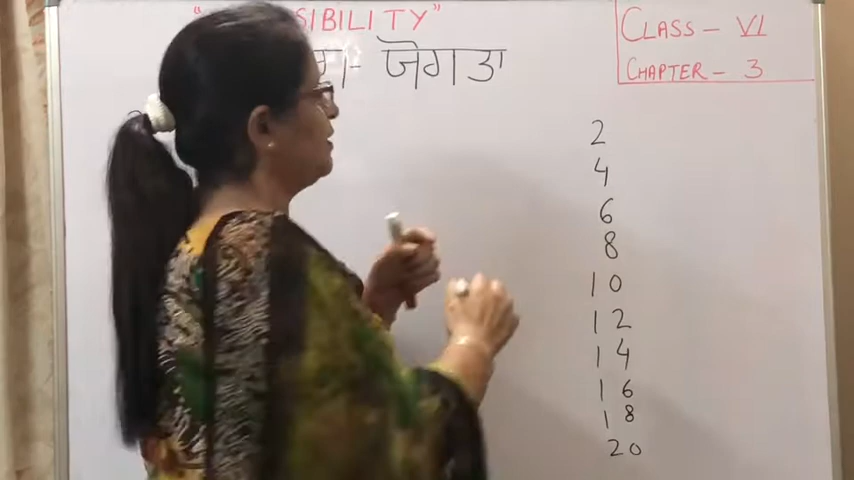 SIBILITY"
- ਯੋਗਤਾ
CLASS - VI
CHAPTER - 3
2
4
6
8
10
12
14
16
18
20